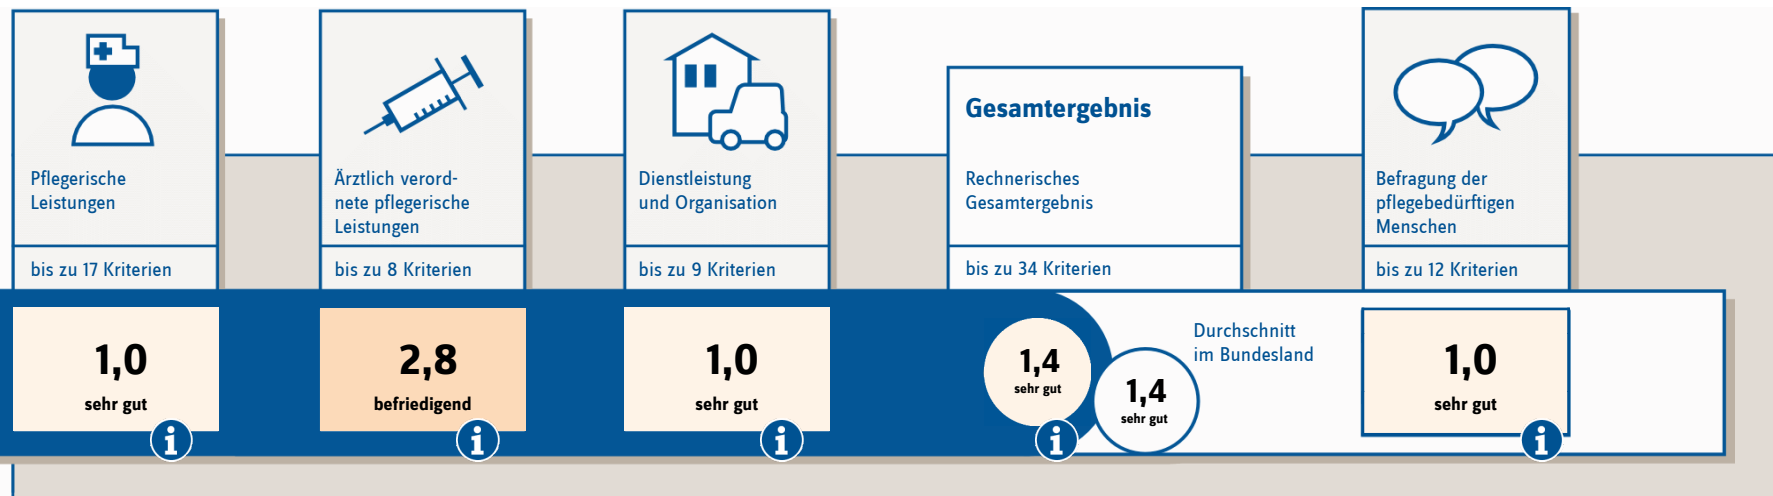 Pflegerische
Leistungen
bis zu 17 Kriterien
1,0
sehr gut
i
Ärztlich verord-
nete pflegerische
Leistungen
bis zu 8 Kriterien
2,8
befriedigend
i
Dienstleistung
und Organisation
bis zu 9 Kriterien
1,0
sehr gut
i
Gesamtergebnis
Rechnerisches
Gesamtergebnis
bis zu 34 Kriterien
1,4
sehr gut
i
Durchschnitt
im Bundesland
1,4
sehr gut
Befragung der
pflegebedürftigen
Menschen
bis zu 12 Kriterien
1,0
sehr gut
i